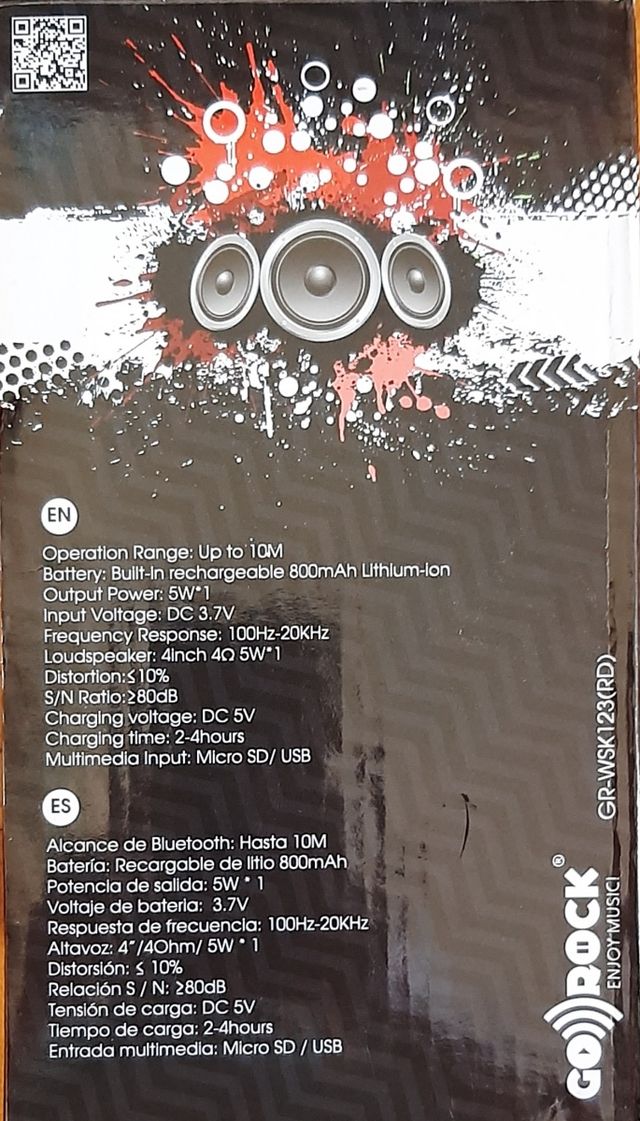 EN
Operation Range: Up to 10M
Battery: Built-in rechargeable 800mAh Lithium-ion
Output Power: 5W*1
Input Voltage: DC 3.7V
Frequency Response: 100Hz-20KHz
Loudspeaker: 4inch 4Ω 5W*1
Distortion:≤10%
S/N Ratio:≥80dB
Charging voltage: DC 5V
Charging time: 2-4hours
Multimedia Input: Micro SD/ USB
ES
Alcance de Bluetooth: Hasta 10M
Batería: Recargable de litio 800mAh
Potencia de salida: 5W * 1
Voltaje de bateria: 3.7V
Respuesta de frecuencia: 100Hz-20KHz
Altavoz: 4"/4Ohm/ 5W * 1
Distorsión: ≤ 10%
Relación S / N: ≥80dB
Tensión de carga: DC 5V
Tiempo de carga: 2-4hours
Entrada multimedia: Micro SD / USB
GR-WSK123(RD)
GO ROCK®
ENJOY MUSIC!